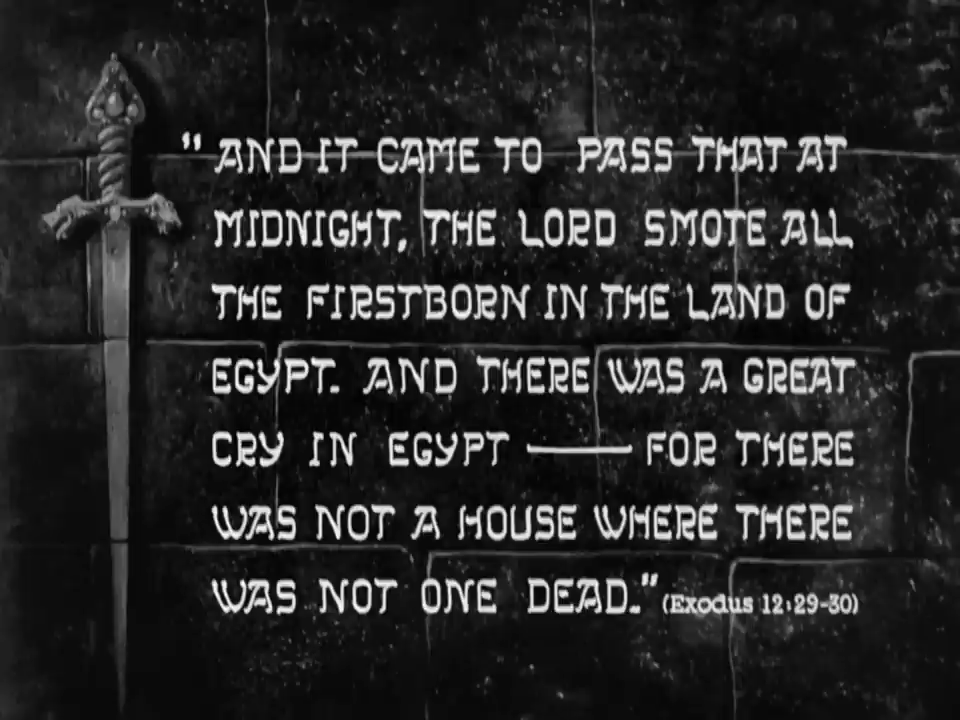 "AND IT CAME TO PASS THAT AT
MIDNIGHT, THE LORD SMOTE ALL
THE FIRSTBORN IN THE LAND OF
EGYPT. AND THERE WAS A GREAT
CRY IN EGYPT — FOR THERE
WAS NOT A HOUSE WHERE THERE
WAS NOT ONE DEAD." (Exodus 12:29-30)